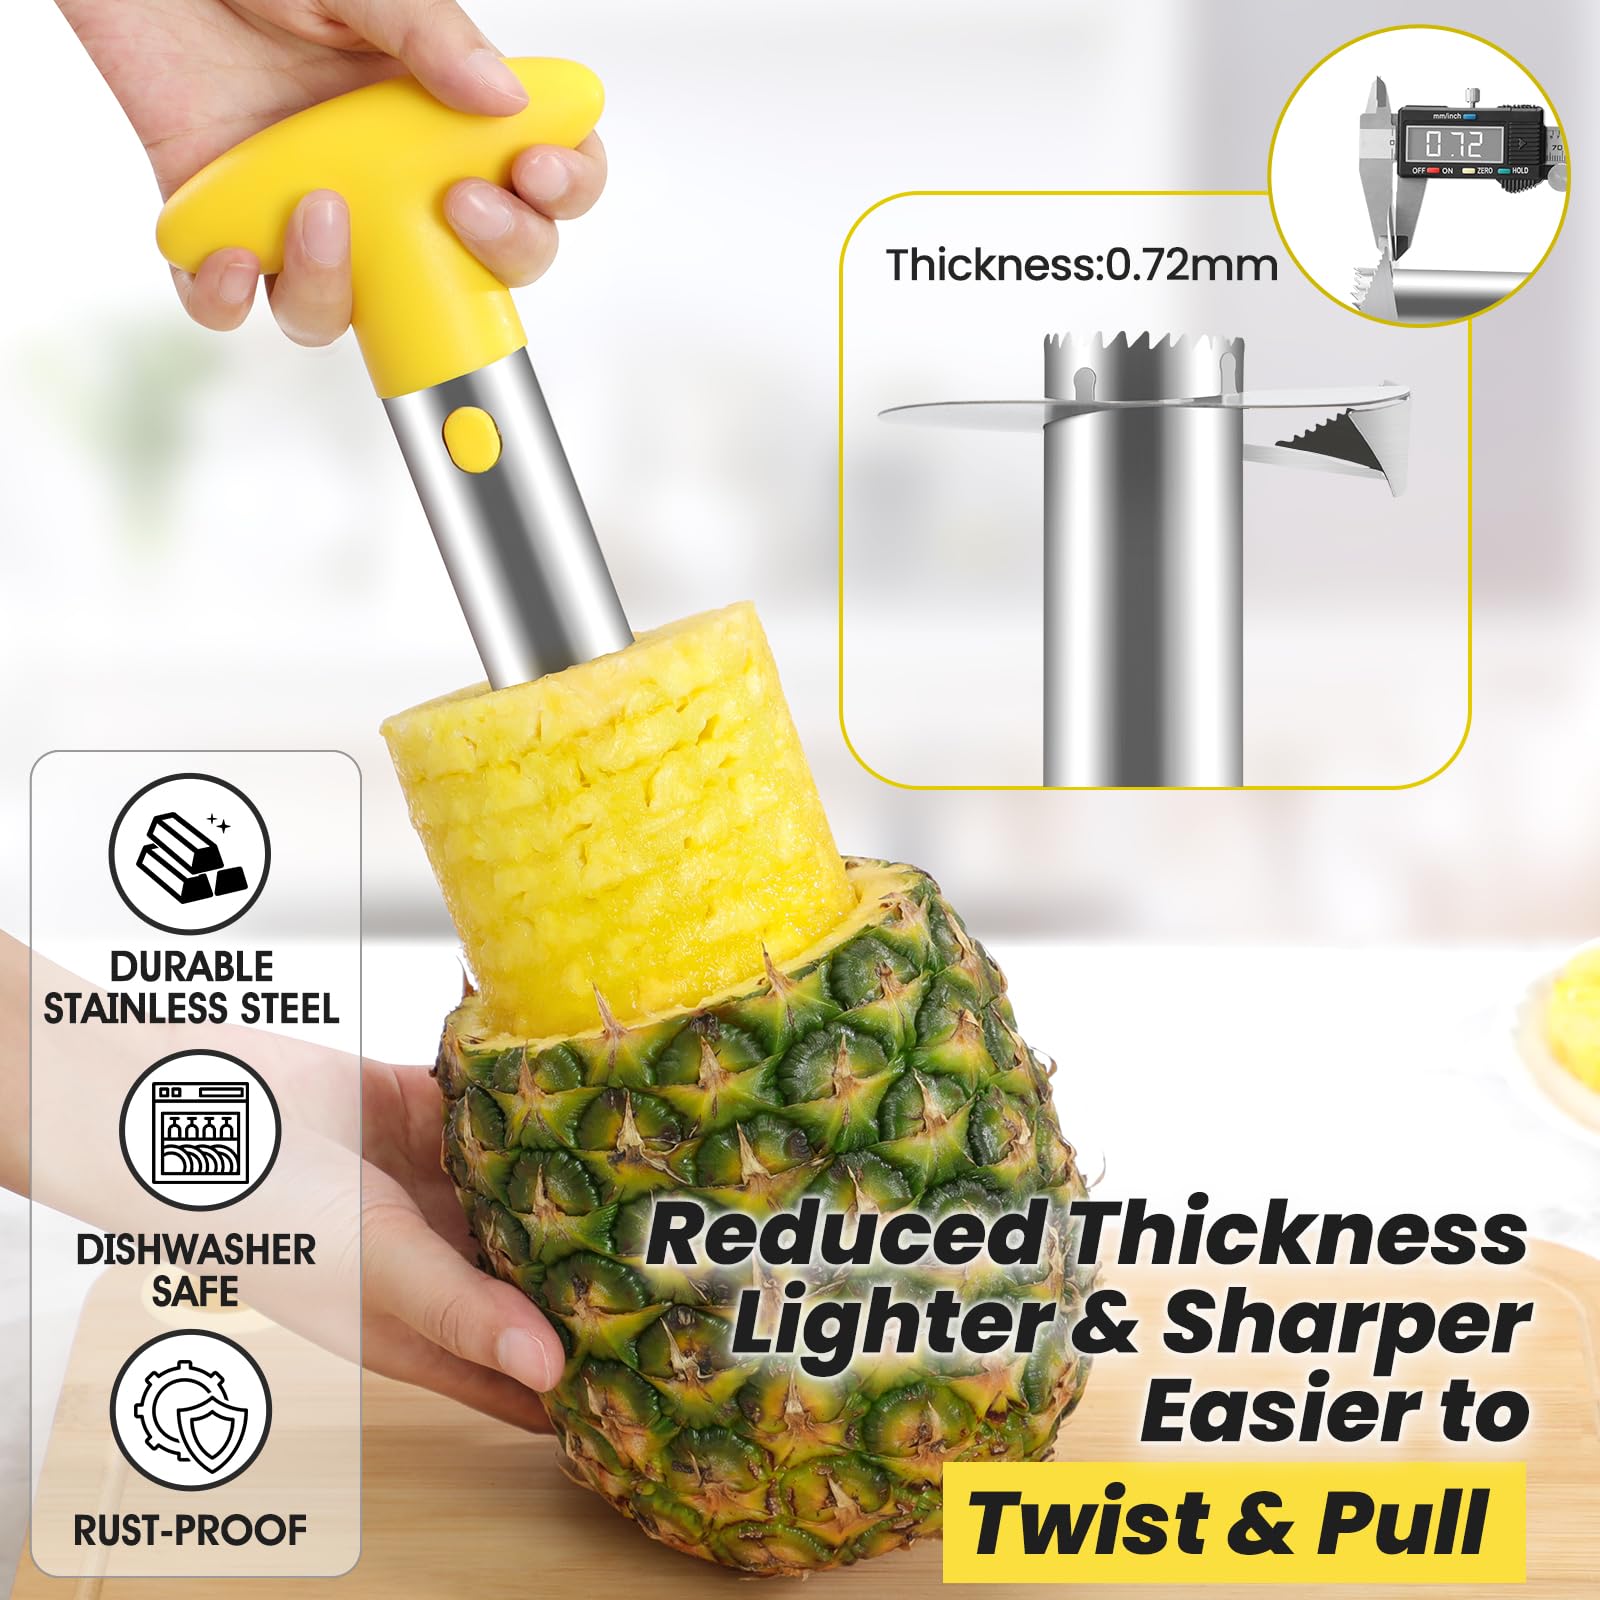 mm/inch
0.72
OFF ON ZERO HOLD
70
Thickness:0.72mm
DURABLE
STAINLESS STEEL
DISHWASHER
SAFE
RUST-PROOF
Reduced Thickness
Lighter & Sharper
Easier to
Twist & Pull